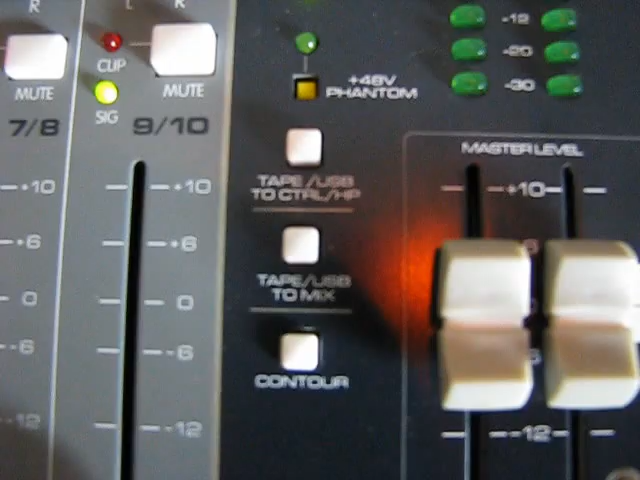 R
L
R
CLIP
MUTE
MUTE
SIG
7/8
9/10
+10
+10
+6
+6
0
0
-6
-6
-12
-12
+48V
PHANTOM
TAPE/USB
TO CTRL/HP
TAPE/USB
TO MIX
CONTOUR
-12
-20
-30
MASTER LEVEL
+10
-12